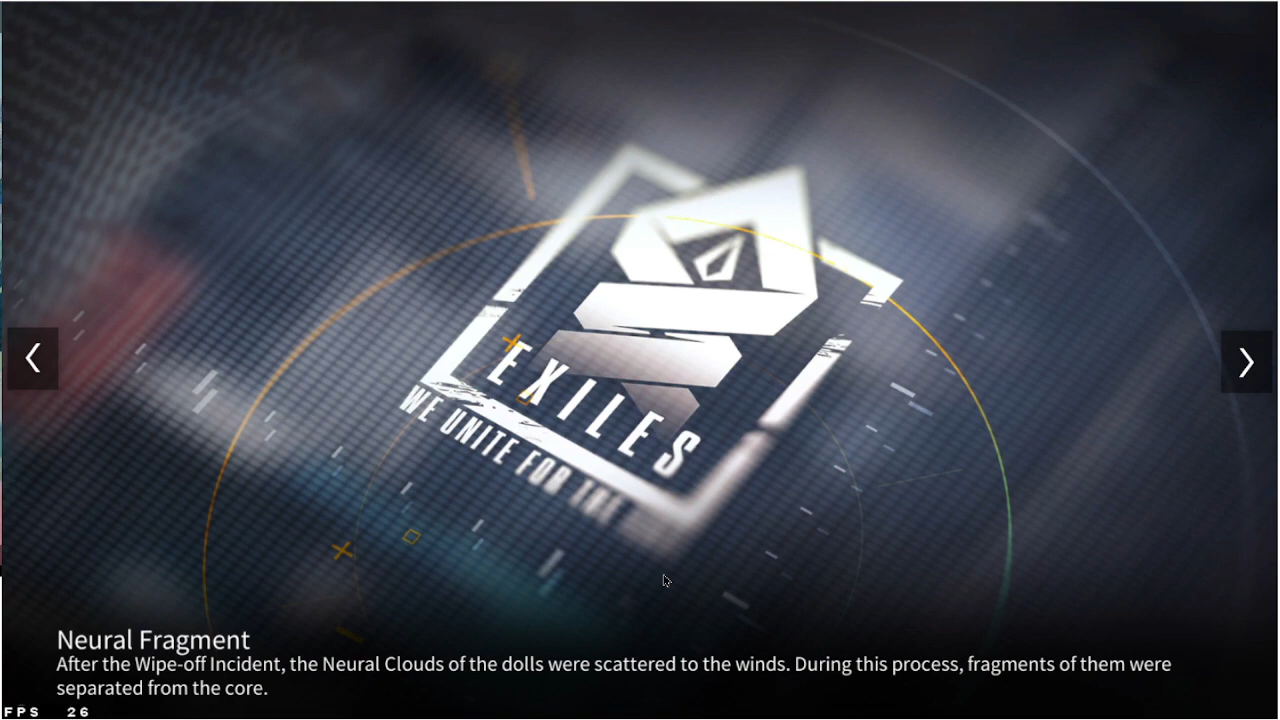 EXILES
WE UNITE FOR THE
Neural Fragment
After the Wipe-off Incident, the Neural Clouds of the dolls were scattered to the winds. During this process, fragments of them were
separated from the core.
FPS 26